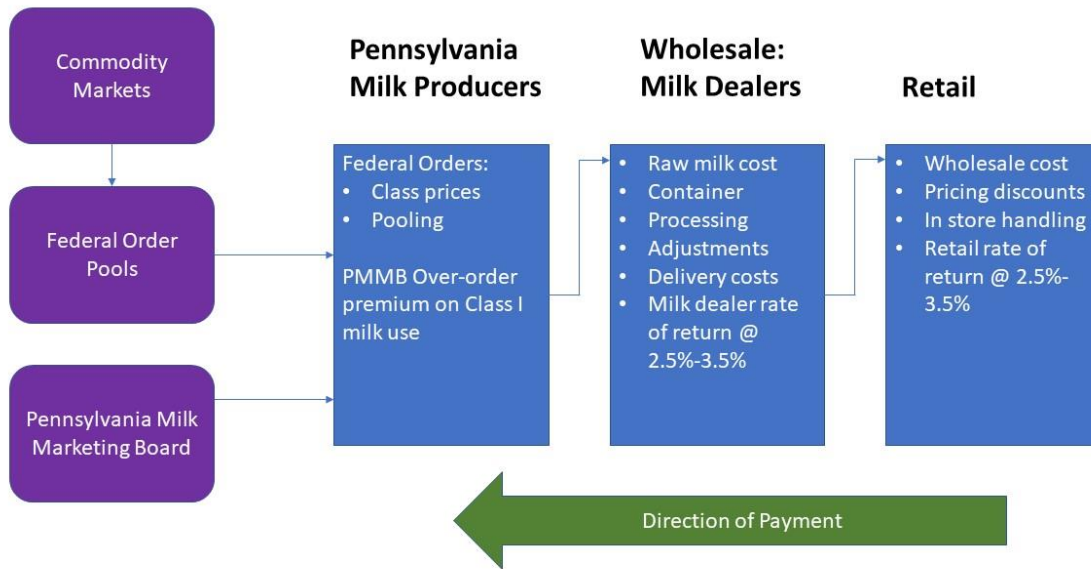 Commodity
Markets
Federal Order
Pools
Pennsylvania Milk
Marketing Board
Pennsylvania
Milk Producers
Federal Orders:
• Class prices
• Pooling
PMMB Over-order
premium on Class I
milk use
Wholesale:
Milk Dealers
• Raw milk cost
• Container
• Processing
• Adjustments
• Delivery costs
• Milk dealer rate
of return @
2.5%-3.5%
Retail
• Wholesale cost
• Pricing discounts
• In store handling
• Retail rate of
return @ 2.5%-
3.5%
Direction of Payment